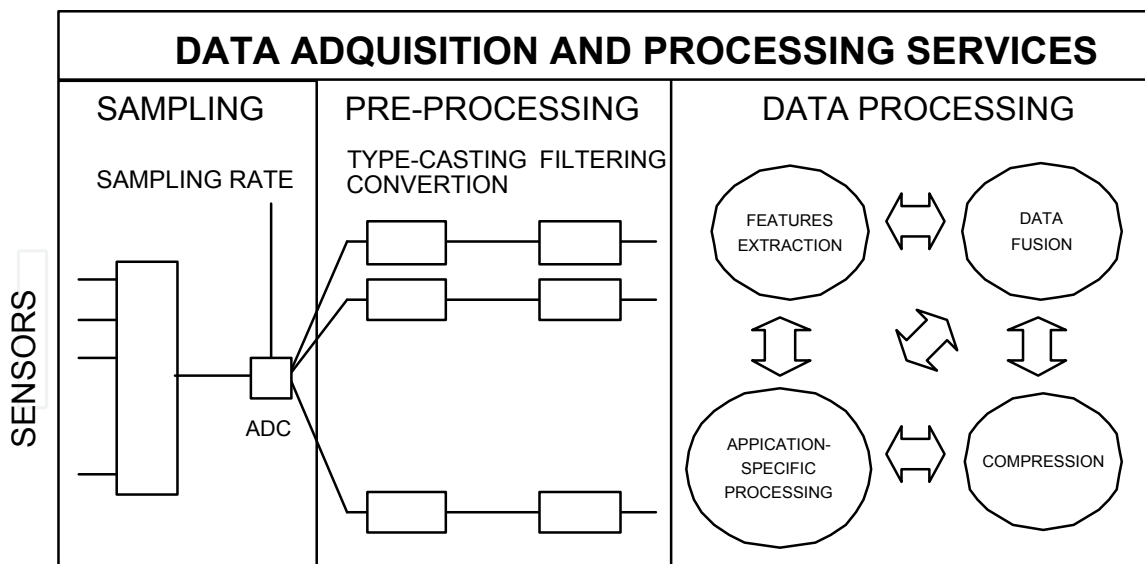 DATA ADQUISITION AND PROCESSING SERVICES
SAMPLING
SAMPLING RATE
SENSORS
ADC
PRE-PROCESSING
TYPE-CASTING FILTERING
CONVERTION
DATA PROCESSING
FEATURES
EXTRACTION
DATA
FUSION
APPICATION-
SPECIFIC
PROCESSING
COMPRESSION